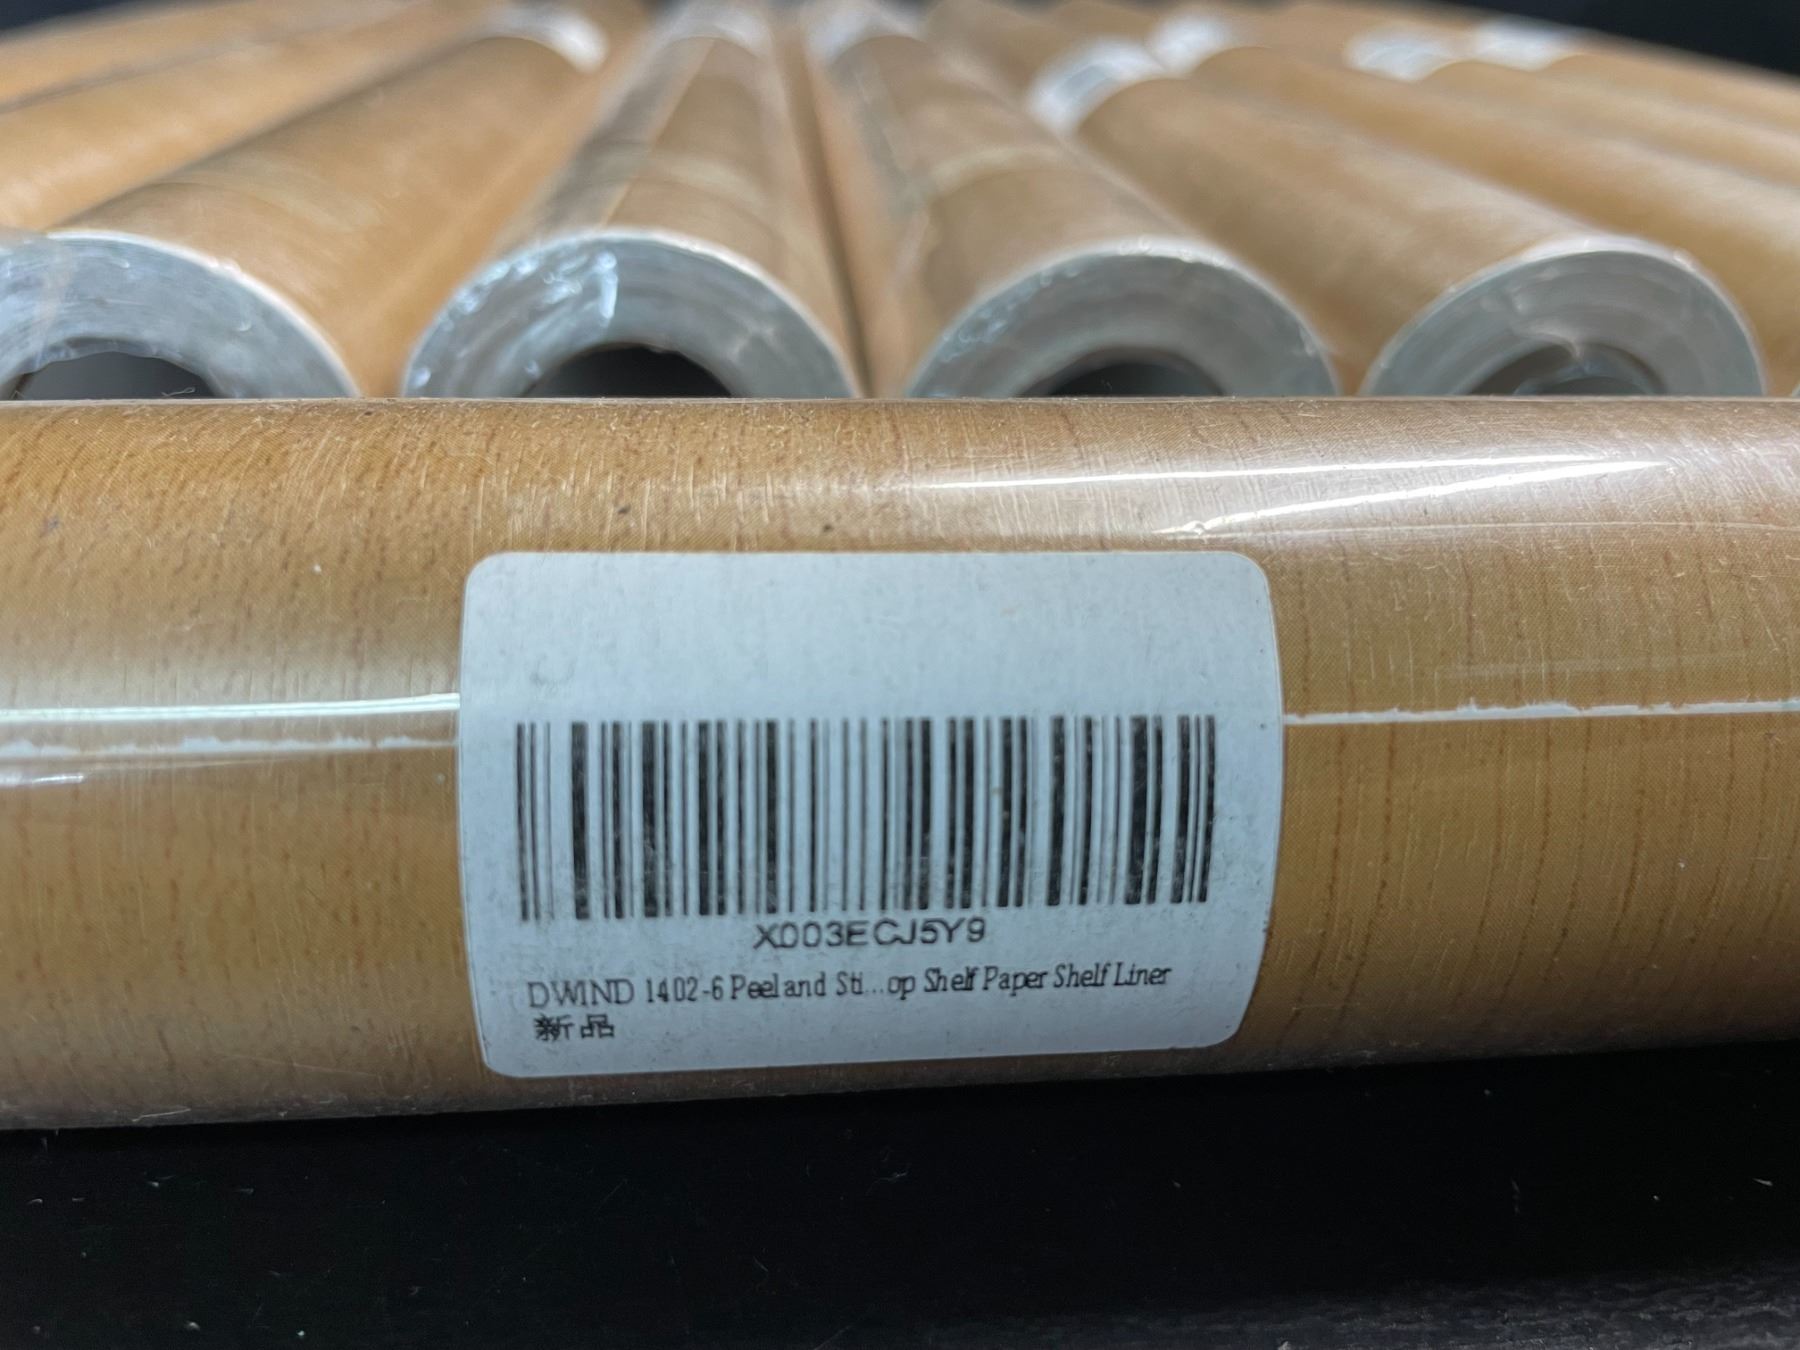 X003ECJ5Y9
DWIND 1402-6 Peel and Sti...op Shelf Paper Shelf Liner
新品